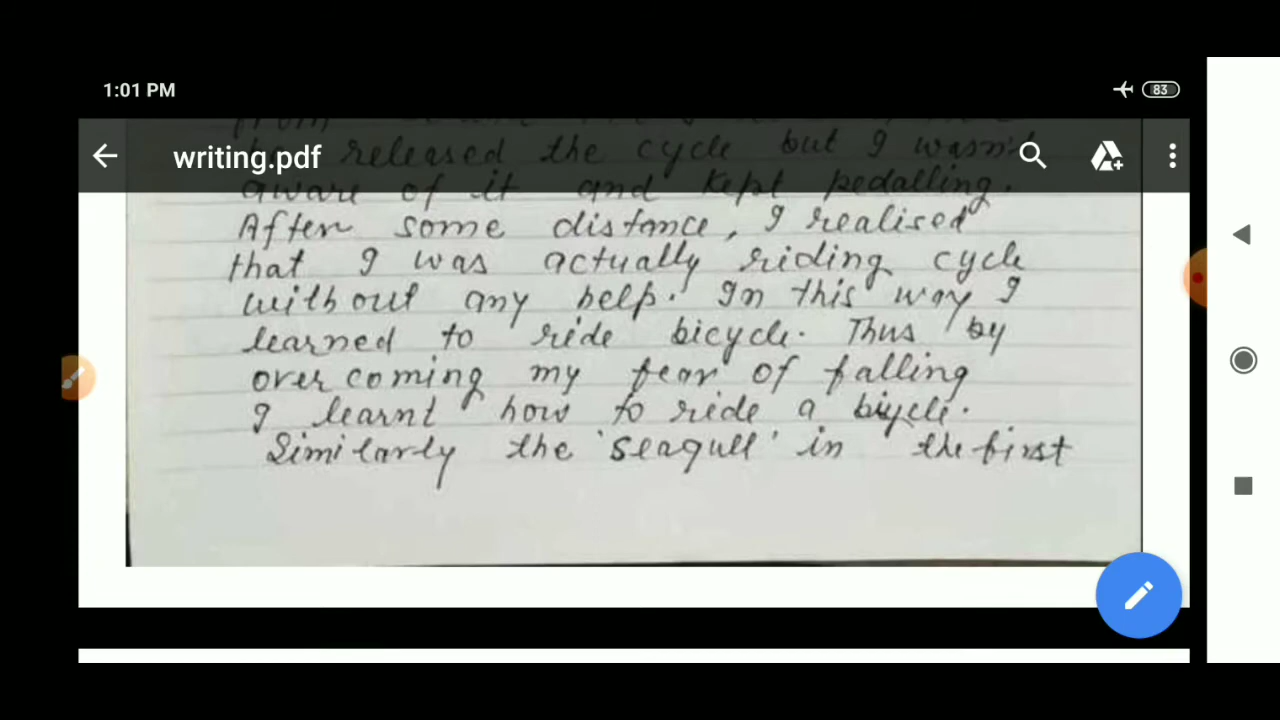 1:01 PM
83
writing.pdf
from
released the cycle but I wasn't
aware of it and kept pedalling.
After some distance, I realised
that I was actually riding cycle
without any help. In this way I
learned to ride bicycle. Thus by
over coming my fear of falling
I learnt how to ride a bicycle.
Similarly the 'seagull' in the first